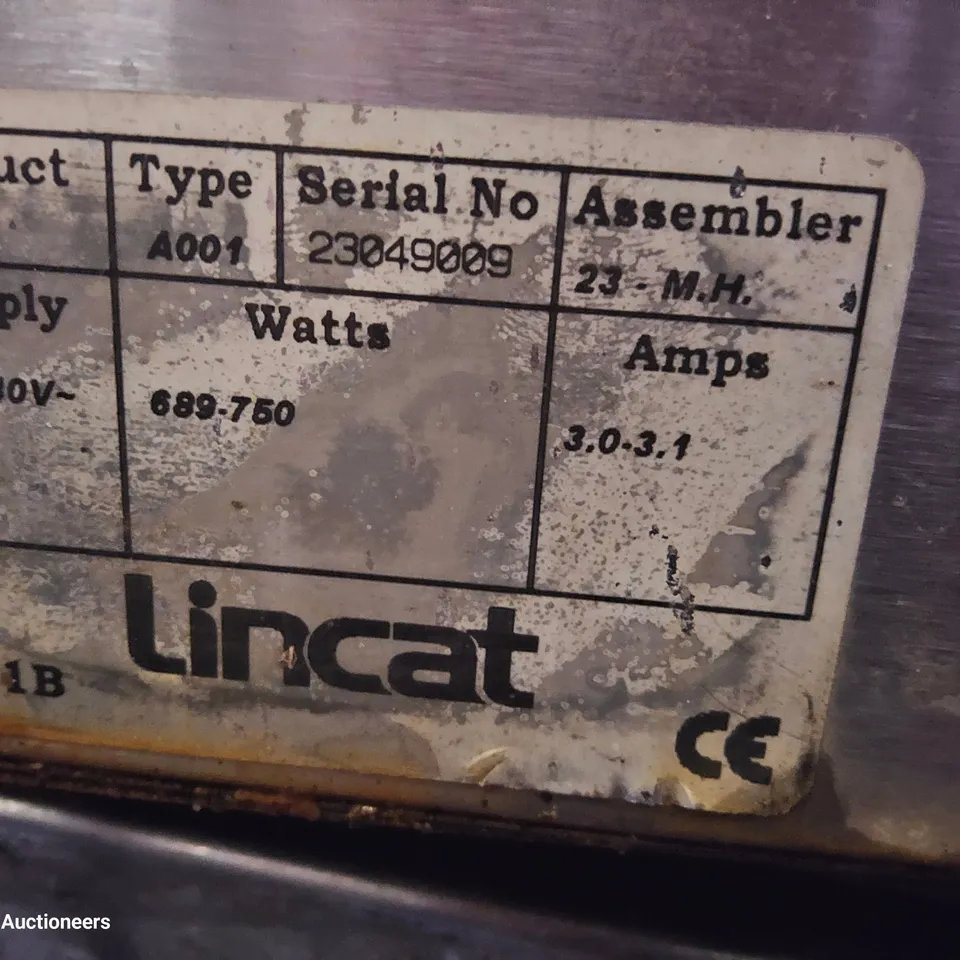 uct Type Serial No Assembler
A001 23049009 23 - M.H.
ply Watts Amps
0V~ 689-750 3.0-3.1
Lincat
1B
CE
Auctioneers